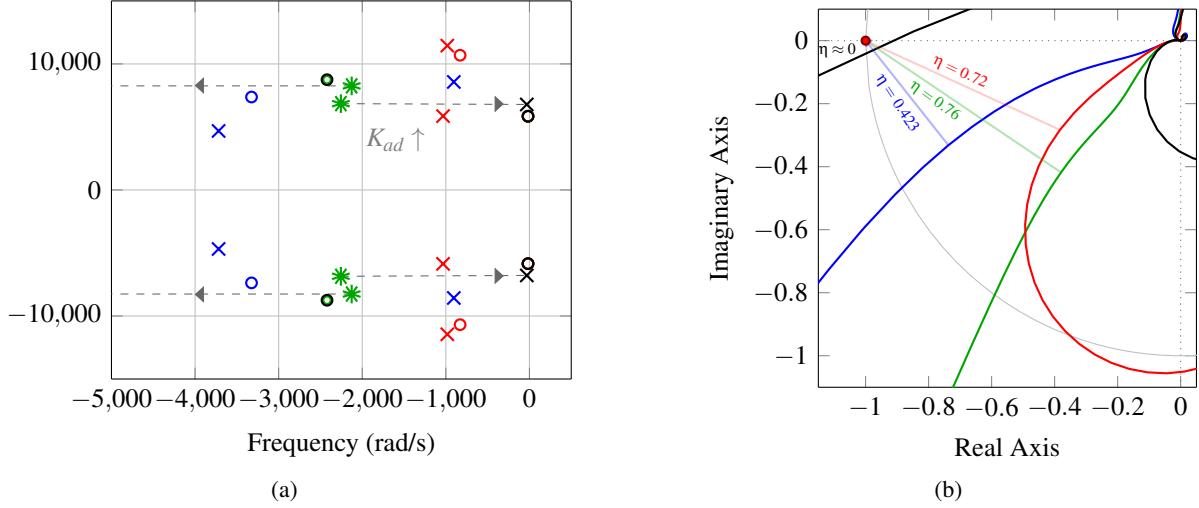 10,000
0
−10,000
K_ad ↑
−5,000 −4,000 −3,000 −2,000 −1,000 0
Frequency (rad/s)
(a)
Imaginary Axis
0
−0.2
−0.4
−0.6
−0.8
−1
η≈0
η = 0.72
η = 0.76
η = 0.423
−1 −0.8 −0.6 −0.4 −0.2 0
Real Axis
(b)